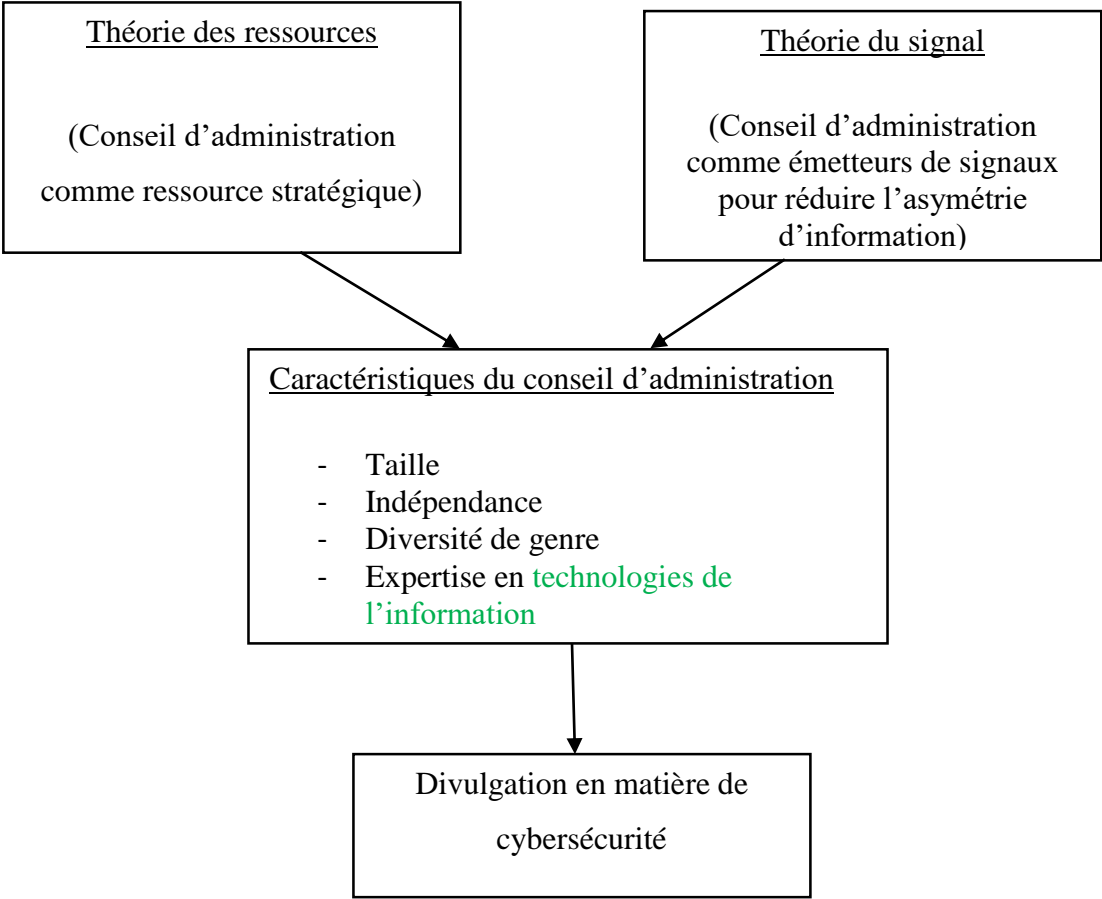 Théorie des ressources
(Conseil d’administration
comme ressource stratégique)
Théorie du signal
(Conseil d’administration
comme émetteurs de signaux
pour réduire l’asymétrie
d’information)
Caractéristiques du conseil d’administration
- Taille
- Indépendance
- Diversité de genre
- Expertise en technologies de
l’information
Divulgation en matière de
cybersécurité